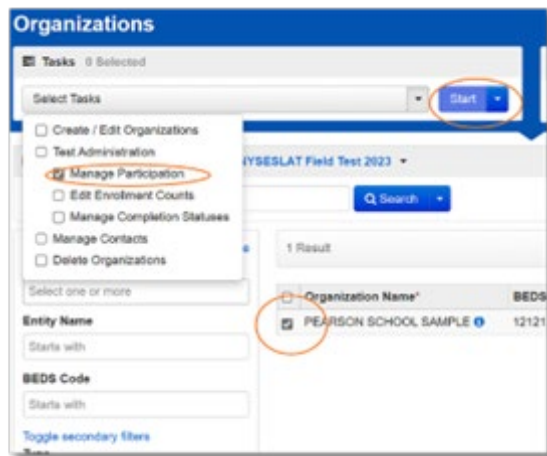 Organizations
Tasks 0 Selected
Select Tasks
Start
Create / Edit Organizations
Test Administration
Manage Participation
Edit Enrollment Counts
Manage Completion Statuses
Manage Contacts
Delete Organizations
NYSESLAT Field Test 2023
Search
1 Result
Select one or more
Organization Name* BEDS
PEARSON SCHOOL SAMPLE 12121
Entity Name
Starts with
BEDS Code
Starts with
Toggle secondary filters